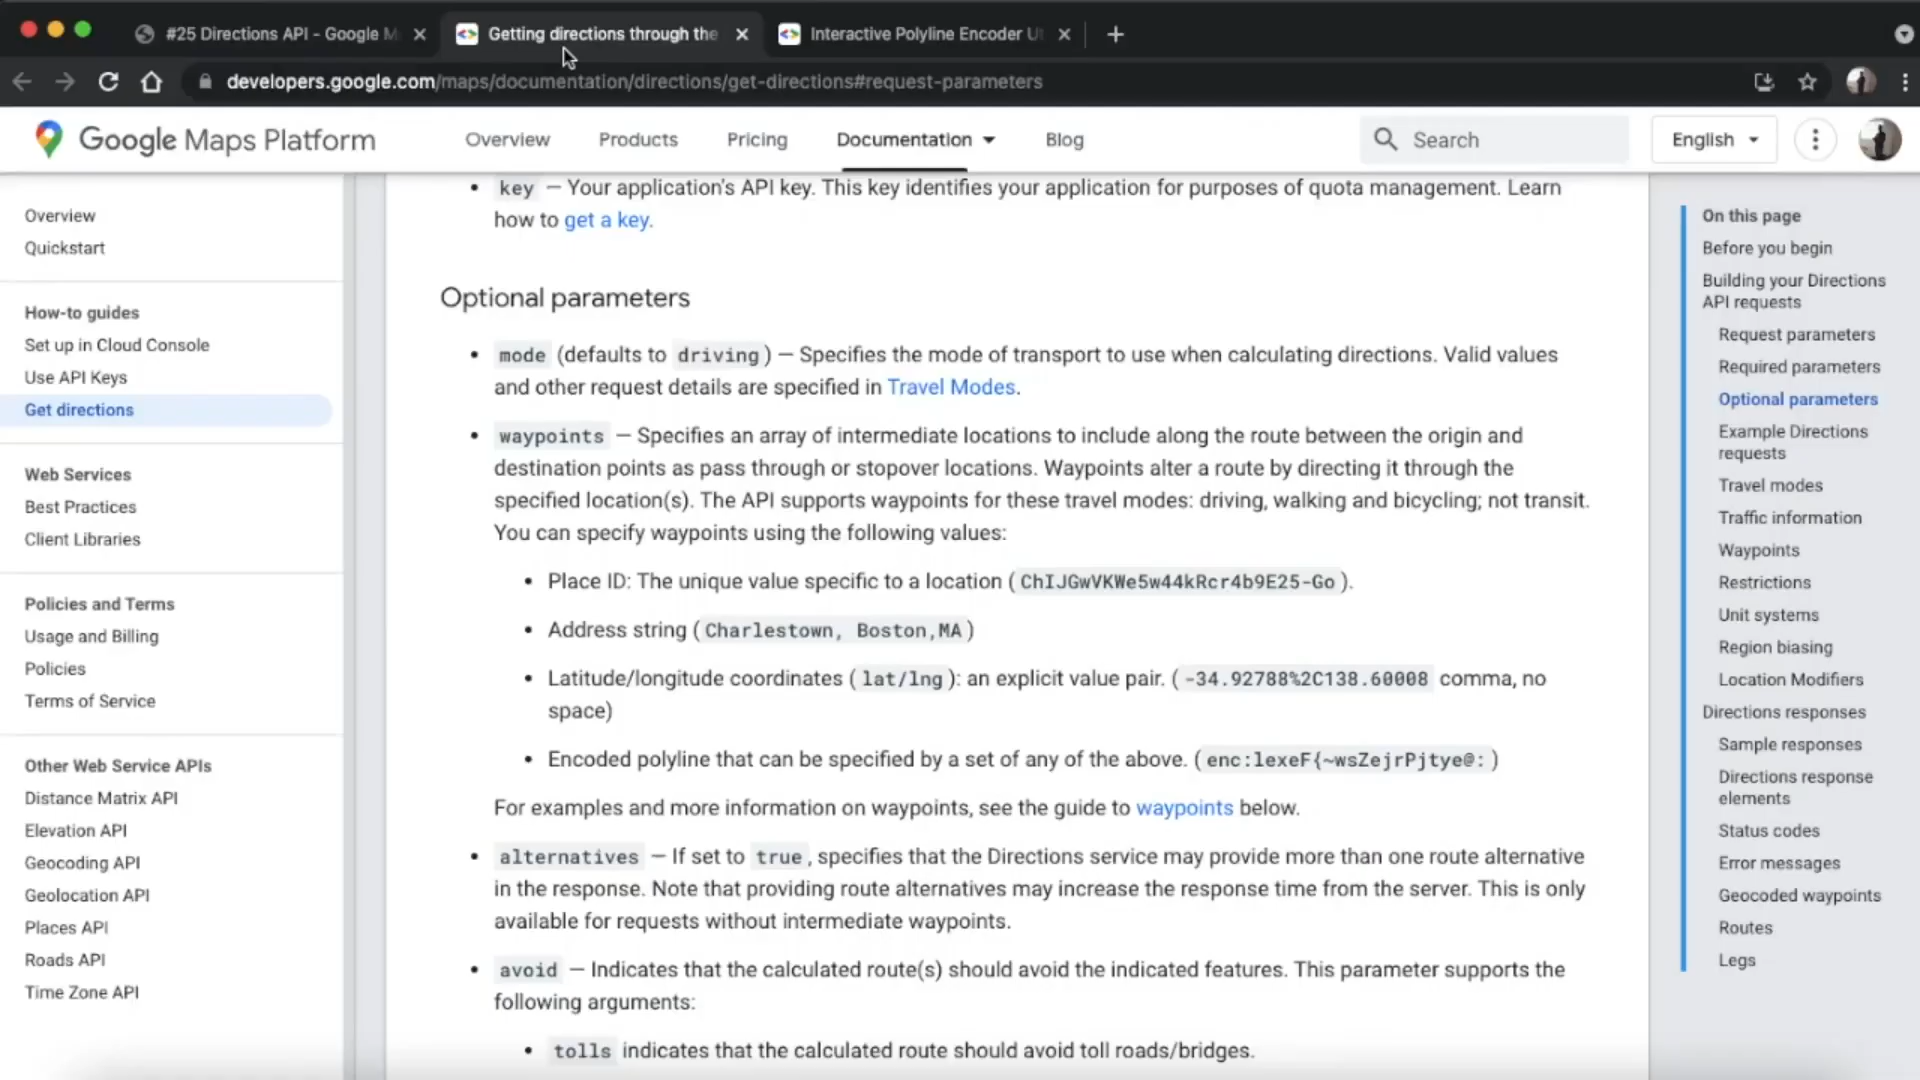 #25 Directions API - Google M
Getting directions through the
Interactive Polyline Encoder Ut
developers.google.com/maps/documentation/directions/get-directions#request-parameters
Google Maps Platform
Overview
Products
Pricing
Documentation
Blog
Search
English
Overview
Quickstart
How-to guides
Set up in Cloud Console
Use API Keys
Get directions
Web Services
Best Practices
Client Libraries
Policies and Terms
Usage and Billing
Policies
Terms of Service
Other Web Service APIs
Distance Matrix API
Elevation API
Geocoding API
Geolocation API
Places API
Roads API
Time Zone API
• key — Your application's API key. This key identifies your application for purposes of quota management. Learn
how to get a key.
Optional parameters
• mode (defaults to driving) — Specifies the mode of transport to use when calculating directions. Valid values
and other request details are specified in Travel Modes.
• waypoints — Specifies an array of intermediate locations to include along the route between the origin and
destination points as pass through or stopover locations. Waypoints alter a route by directing it through the
specified location(s). The API supports waypoints for these travel modes: driving, walking and bicycling; not transit.
You can specify waypoints using the following values:
• Place ID: The unique value specific to a location (ChIJGwVKWe5w44kRcr4b9E25-Go).
• Address string (Charlestown, Boston,MA)
• Latitude/longitude coordinates (lat/lng): an explicit value pair. (-34.92788%2C138.60008 comma, no
space)
• Encoded polyline that can be specified by a set of any of the above. (enc:lexeF{~wsZejrPjtye@:)
For examples and more information on waypoints, see the guide to waypoints below.
• alternatives — If set to true, specifies that the Directions service may provide more than one route alternative
in the response. Note that providing route alternatives may increase the response time from the server. This is only
available for requests without intermediate waypoints.
• avoid — Indicates that the calculated route(s) should avoid the indicated features. This parameter supports the
following arguments:
• tolls indicates that the calculated route should avoid toll roads/bridges.
On this page
Before you begin
Building your Directions
API requests
Request parameters
Required parameters
Optional parameters
Example Directions
requests
Travel modes
Traffic information
Waypoints
Restrictions
Unit systems
Region biasing
Location Modifiers
Directions responses
Sample responses
Directions response
elements
Status codes
Error messages
Geocoded waypoints
Routes
Legs